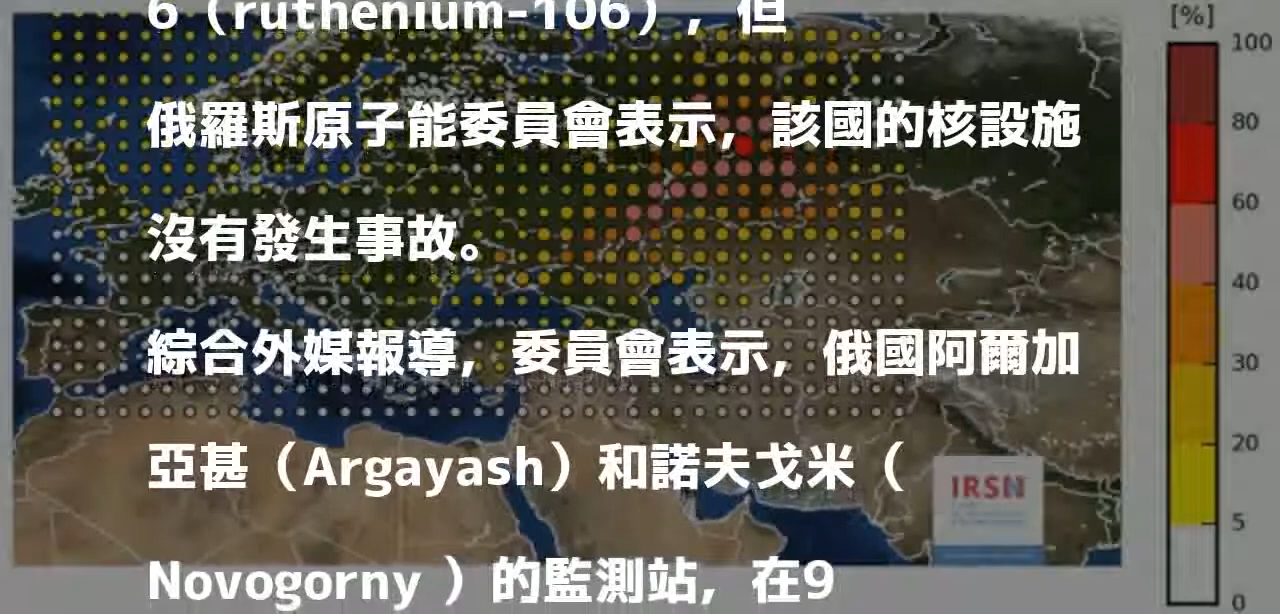 6（ruthenium-106），但
俄羅斯原子能委員會表示，該國的核設施
沒有發生事故。
綜合外媒報導，委員會表示，俄國阿爾加
亞甚（Argayash）和諾夫戈米（
Novogorny ）的監測站，在9
[%]
100
80
60
40
30
20
5
0
IRSN